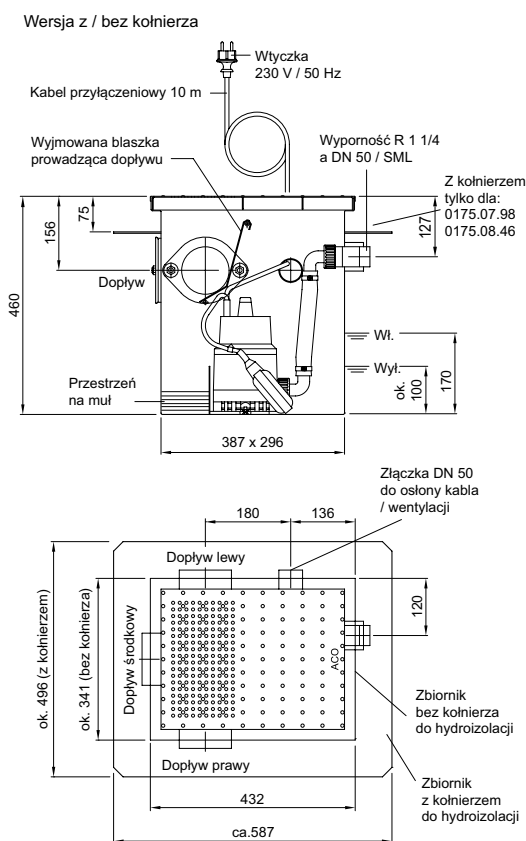 Wersja z / bez kołnierza
Wtyczka
230 V / 50 Hz
Kabel przyłączeniowy 10 m
Wyjmowana blaszka
prowadząca dopływu
Wyporność R 1 1/4
a DN 50 / SML
Z kołnierzem
tylko dla:
0175.07.98
0175.08.46
75
156
127
460
Dopływ
Wł.
Wył.
ok.
100
170
Przestrzeń
na muł
387 x 296
Złączka DN 50
do osłony kabla
/ wentylacji
180
136
Dopływ lewy
120
ok. 496 (z kołnierzem)
ok. 341 (bez kołnierza)
Dopływ środkowy
ACO
Zbiornik
bez kołnierza
do hydroizolacji
Dopływ prawy
Zbiornik
z kołnierzem
do hydroizolacji
432
ca.587